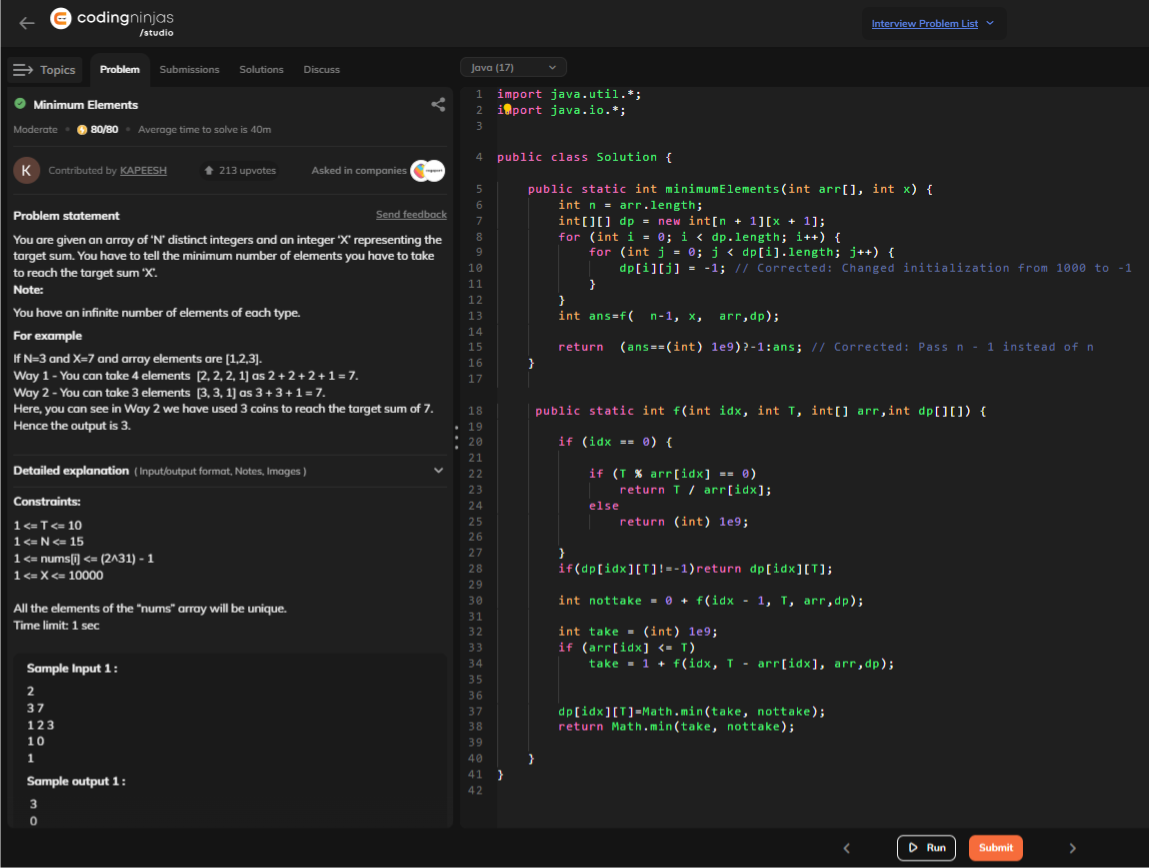 codingninjas
/studio
Interview Problem List
Topics
Problem
Submissions
Solutions
Discuss
Minimum Elements
Moderate
80/80
Average time to solve is 40m
K
Contributed by KAPEESH
213 upvotes
Asked in companies
Problem statement
Send feedback
You are given an array of ‘N’ distinct integers and an integer ‘X’ representing the
target sum. You have to tell the minimum number of elements you have to take
to reach the target sum ‘X’.
Note:
You have an infinite number of elements of each type.
For example
If N=3 and X=7 and array elements are [1,2,3].
Way 1 - You can take 4 elements [2, 2, 2, 1] as 2 + 2 + 2 + 1 = 7.
Way 2 - You can take 3 elements [3, 3, 1] as 3 + 3 + 1 = 7.
Here, you can see in Way 2 we have used 3 coins to reach the target sum of 7.
Hence the output is 3.
Detailed explanation ( Input/output format, Notes, Images )
Constraints:
1 <= T <= 10
1 <= N <= 15
1 <= nums[i] <= (2^31) - 1
1 <= X <= 10000
All the elements of the “nums” array will be unique.
Time limit: 1 sec
Sample Input 1 :
2
3 7
1 2 3
1 0
1
Sample output 1 :
3
0
Java (17)
1 import java.util.*;
2 import java.io.*;
3
4 public class Solution {
5 public static int minimumElements(int arr[], int x) {
6 int n = arr.length;
7 int[][] dp = new int[n + 1][x + 1];
8 for (int i = 0; i < dp.length; i++) {
9 for (int j = 0; j < dp[i].length; j++) {
10 dp[i][j] = -1; // Corrected: Changed initialization from 1000 to -1
11 }
12 }
13 int ans=f( n-1, x, arr,dp);
14
15 return (ans==(int) 1e9)?-1:ans; // Corrected: Pass n - 1 instead of n
16 }
17
18 public static int f(int idx, int T, int[] arr,int dp[][]) {
19
20 if (idx == 0) {
21
22 if (T % arr[idx] == 0)
23 return T / arr[idx];
24 else
25 return (int) 1e9;
26
27 }
28 if(dp[idx][T]!=-1)return dp[idx][T];
29
30 int nottake = 0 + f(idx - 1, T, arr,dp);
31
32 int take = (int) 1e9;
33 if (arr[idx] <= T)
34 take = 1 + f(idx, T - arr[idx], arr,dp);
35
36
37 dp[idx][T]=Math.min(take, nottake);
38 return Math.min(take, nottake);
39
40 }
41 }
42
Run
Submit